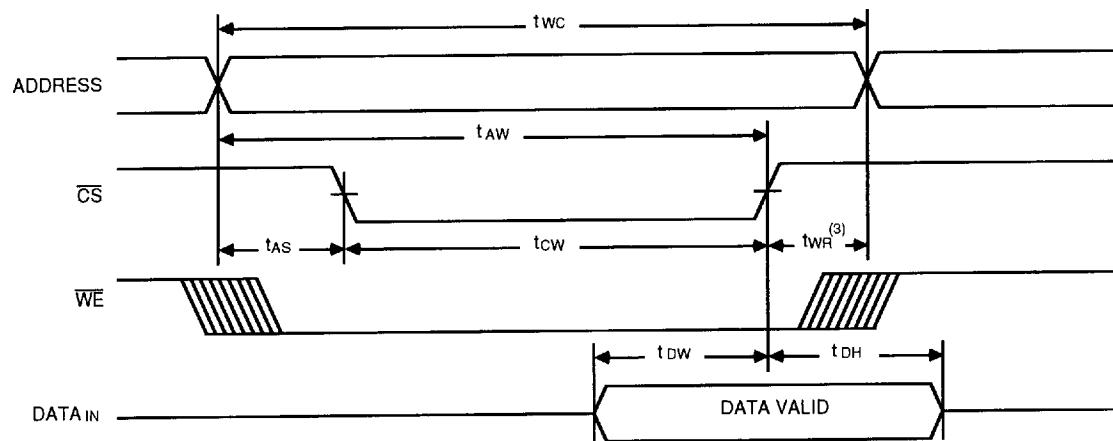 tWC
ADDRESS
tAW
CS
tAS tCW tWR(3)
WE
tDW tDH
DATA IN DATA VALID